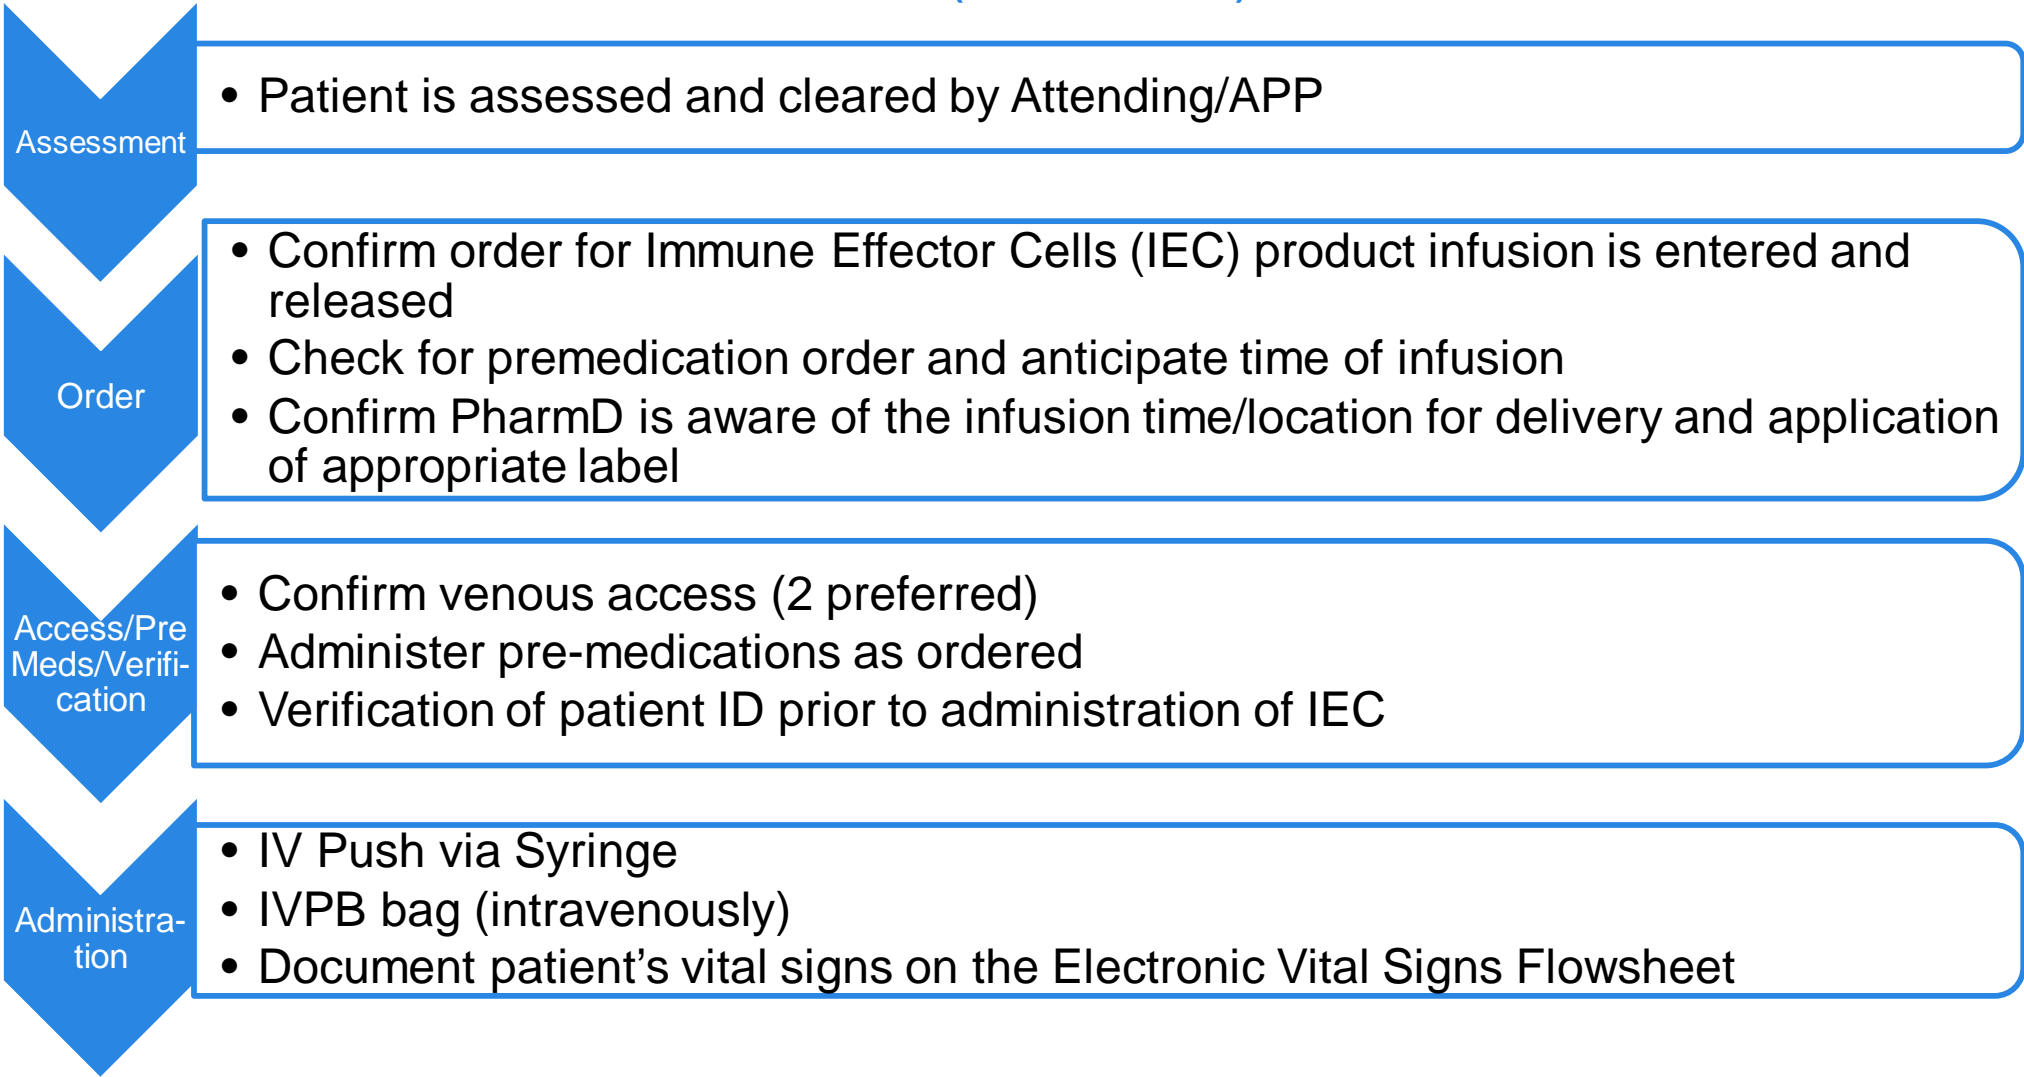 Assessment
• Patient is assessed and cleared by Attending/APP
Order
• Confirm order for Immune Effector Cells (IEC) product infusion is entered and
released
• Check for premedication order and anticipate time of infusion
• Confirm PharmD is aware of the infusion time/location for delivery and application
of appropriate label
Access/Pre
Meds/Verifi-
cation
• Confirm venous access (2 preferred)
• Administer pre-medications as ordered
• Verification of patient ID prior to administration of IEC
Administra-
tion
• IV Push via Syringe
• IVPB bag (intravenously)
• Document patient’s vital signs on the Electronic Vital Signs Flowsheet